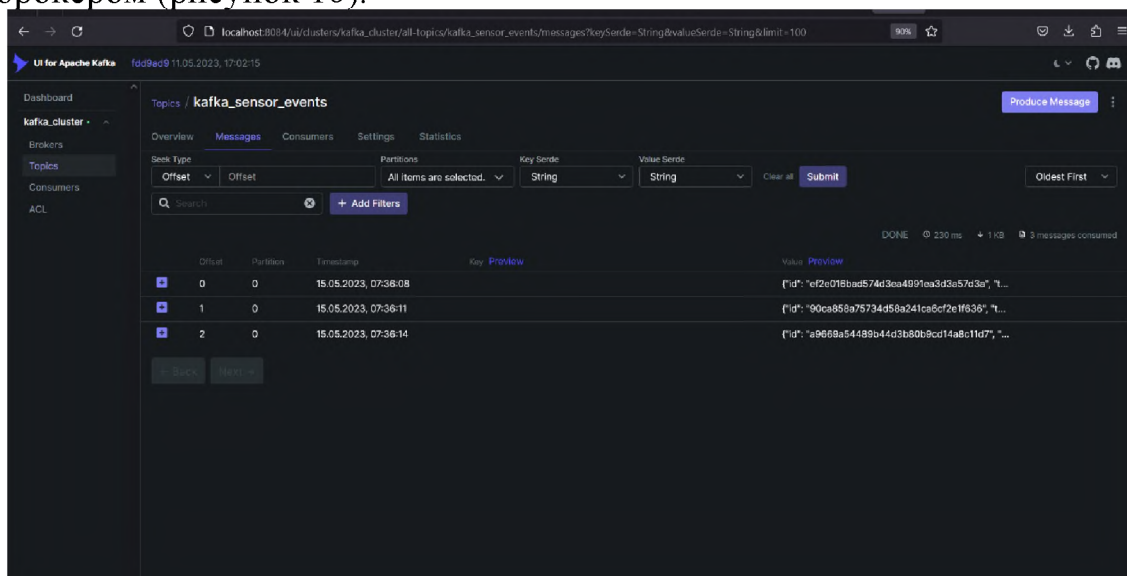 брокером (рисунок 16).
localhost:8084/ui/clusters/kafka_cluster/all-topics/kafka_sensor_events/messages?keySerde=String&valueSerde=String&limit=100 90%
UI for Apache Kafka fdd9ad9 11.05.2023, 17:02:15
Dashboard
kafka_cluster
Brokers
Topics
Consumers
ACL
Topics / kafka_sensor_events Produce Message
Overview Messages Consumers Settings Statistics
Seek Type Partitions Key Serde Value Serde
Offset Offset All items are selected. String String Clear all Submit Oldest First
Search + Add Filters
DONE 230 ms 1 KB 3 messages consumed
Offset Partition Timestamp Key Preview Value Preview
0 0 15.05.2023, 07:36:08 {"id": "ef2e016bad574d3ea4991ea3d3a57d3a", "t...
1 0 15.05.2023, 07:36:11 {"id": "90ca858a75734d58a241ca6cf2e1f636", "t...
2 0 15.05.2023, 07:36:14 {"id": "a9669a54489b44d3b80b9cd14a8c11d7", "...
← Back Next →